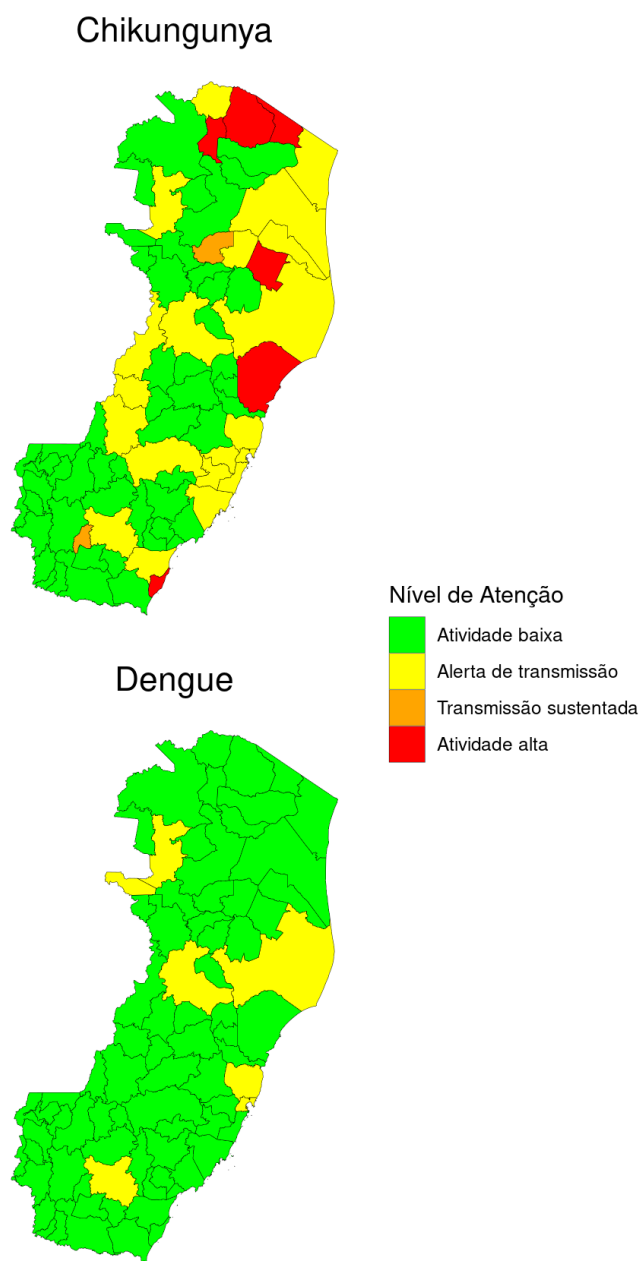 Chikungunya
Nível de Atenção
Atividade baixa
Alerta de transmissão
Transmissão sustentada
Atividade alta
Dengue